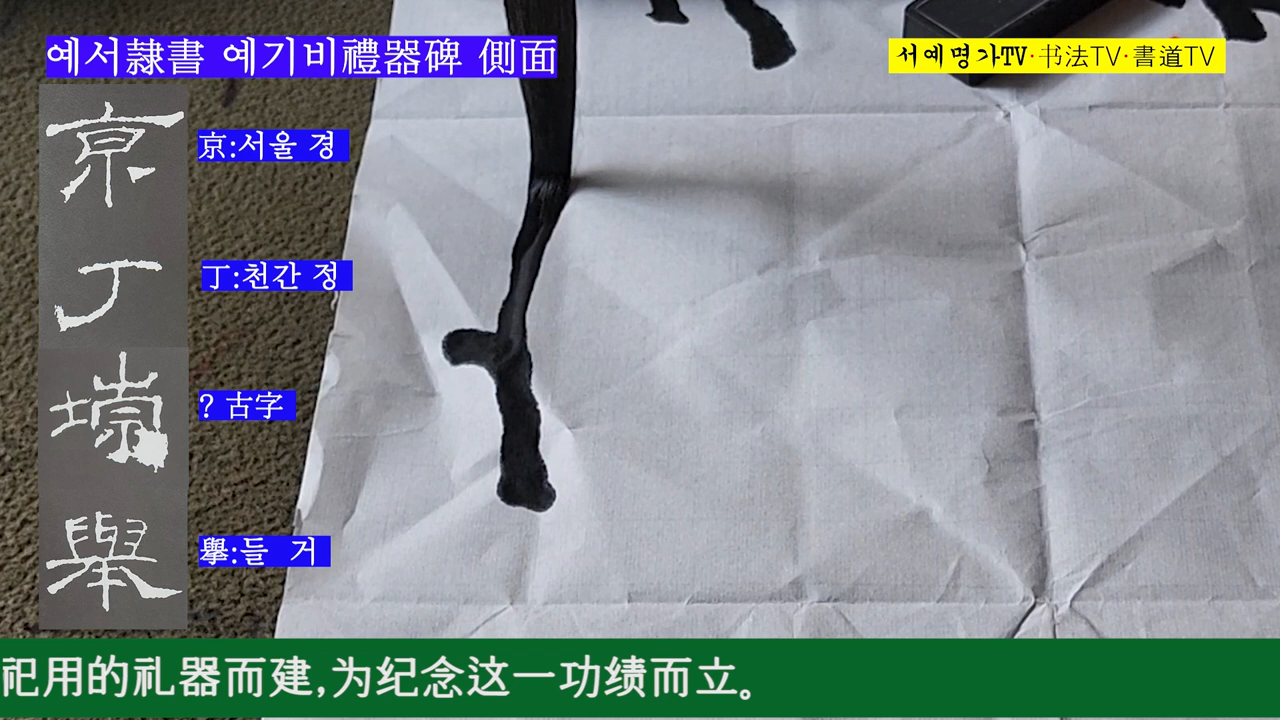 예서隷書 예기비禮器碑 側面
서예명가TV·书法TV·書道TV
京
京:서울 경
丁
丁:천간 정
? 古字
擧
擧:들 거
祀用的礼器而建,为纪念这一功绩而立。